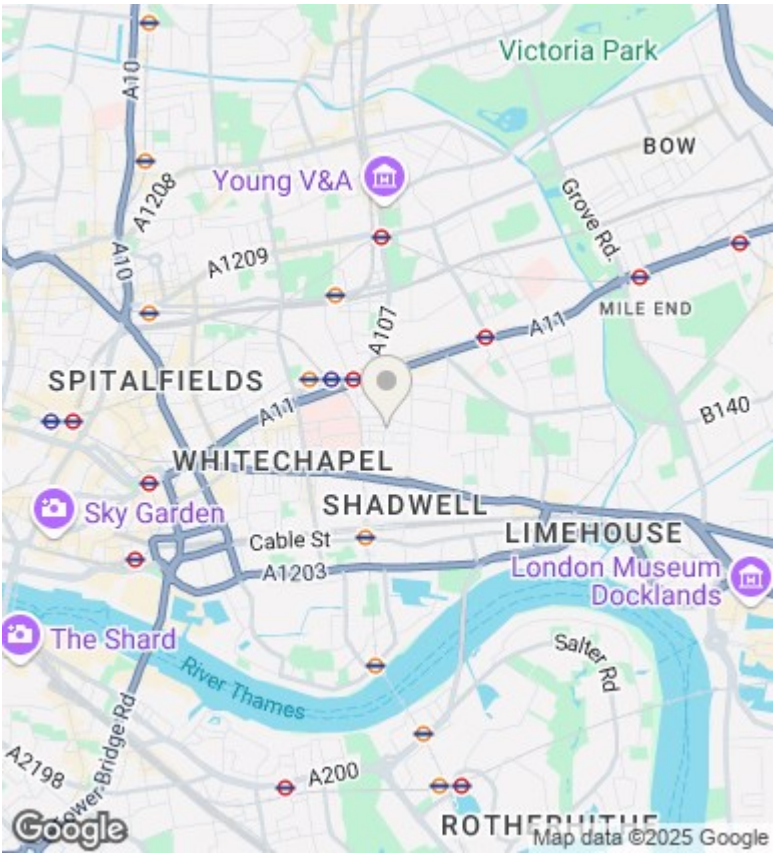 Victoria Park
A10
BOW
Young V&A
A1208
Grove Rd.
A10
A1209
MILE END
A107
A11
SPITALFIELDS
A11
B140
WHITECHAPEL
SHADWELL
Sky Garden
Cable St
LIMEHOUSE
A1203
London Museum
Docklands
The Shard
Salter Rd
River Thames
Tower Bridge Rd
A2198
A200
ROTHERHITHE
Google
Map data ©2025 Google